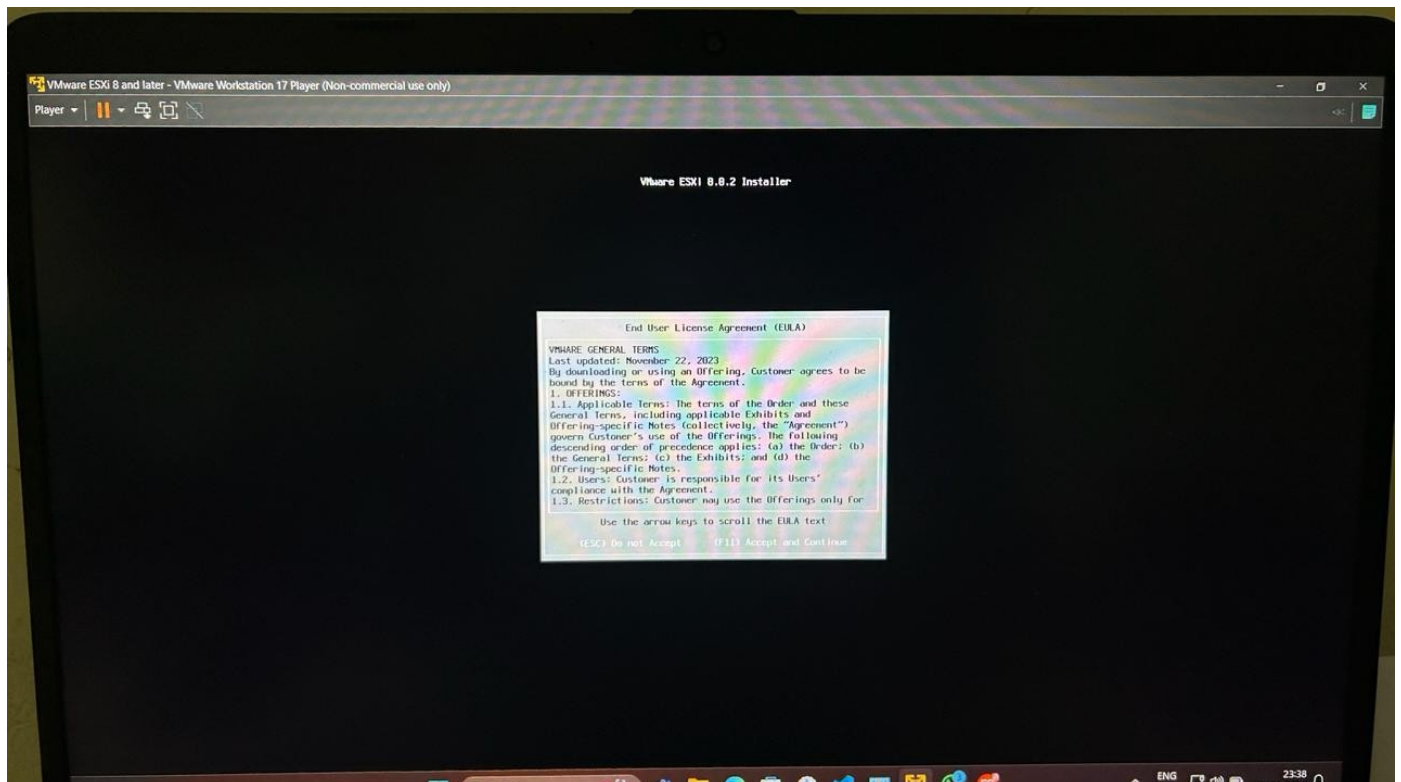 VMware ESXi 8 and later - VMware Workstation 17 Player (Non-commercial use only)
Player
VMware ESXi 8.0.2 Installer
End User License Agreement (EULA)
VMWARE GENERAL TERMS
Last updated: November 22, 2023
By downloading or using an Offering, Customer agrees to be
bound by the terms of the Agreement.
1. OFFERINGS:
1.1. Applicable Terms: The terms of the Order and these
General Terms, including applicable Exhibits and
Offering-specific Notes (collectively, the "Agreement")
govern Customer's use of the Offerings. The following
descending order of precedence applies: (a) the Order; (b)
the General Terms; (c) the Exhibits; and (d) the
Offering-specific Notes.
1.2. Users: Customer is responsible for its Users'
compliance with the Agreement.
1.3. Restrictions: Customer may use the Offerings only for
Use the arrow keys to scroll the EULA text
(ESC) Do not Accept (F11) Accept and Continue
ENG
23:38